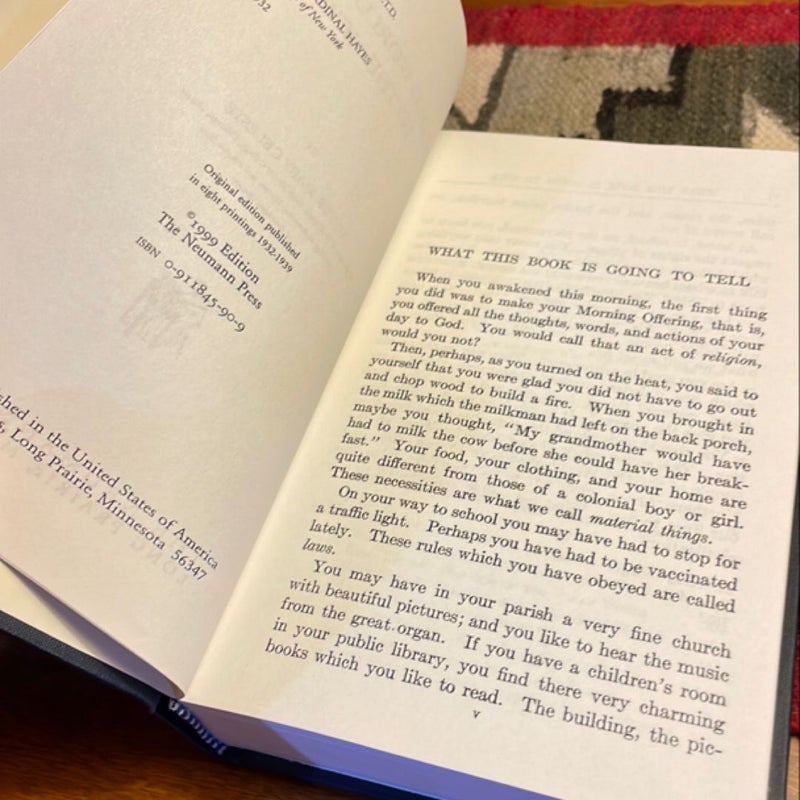 T.D.
DINAL HAYES
of New York
32
Original edition published
in eight printings 1932-1939
©1999 Edition
The Neumann Press
ISBN 0-911845-90-9
shed in the United States of America
Long Prairie, Minnesota 56347
WHAT THIS BOOK IS GOING TO TELL
When you awakened this morning, the first thing
you did was to make your Morning Offering, that is,
you offered all the thoughts, words, and actions of your
day to God. You would call that an act of religion,
would you not?
Then, perhaps, as you turned on the heat, you said to
yourself that you were glad you did not have to go out
and chop wood to build a fire. When you brought in
the milk which the milkman had left on the back porch,
maybe you thought, "My grandmother would have
had to milk the cow before she could have her break-
fast." Your food, your clothing, and your home are
quite different from those of a colonial boy or girl.
These necessities are what we call material things.
On your way to school you may have had to stop for
a traffic light. Perhaps you have had to be vaccinated
lately. These rules which you have obeyed are called
laws.
You may have in your parish a very fine church
with beautiful pictures; and you like to hear the music
from the great organ. If you have a children's room
in your public library, you find there very charming
books which you like to read. The building, the pic-
v